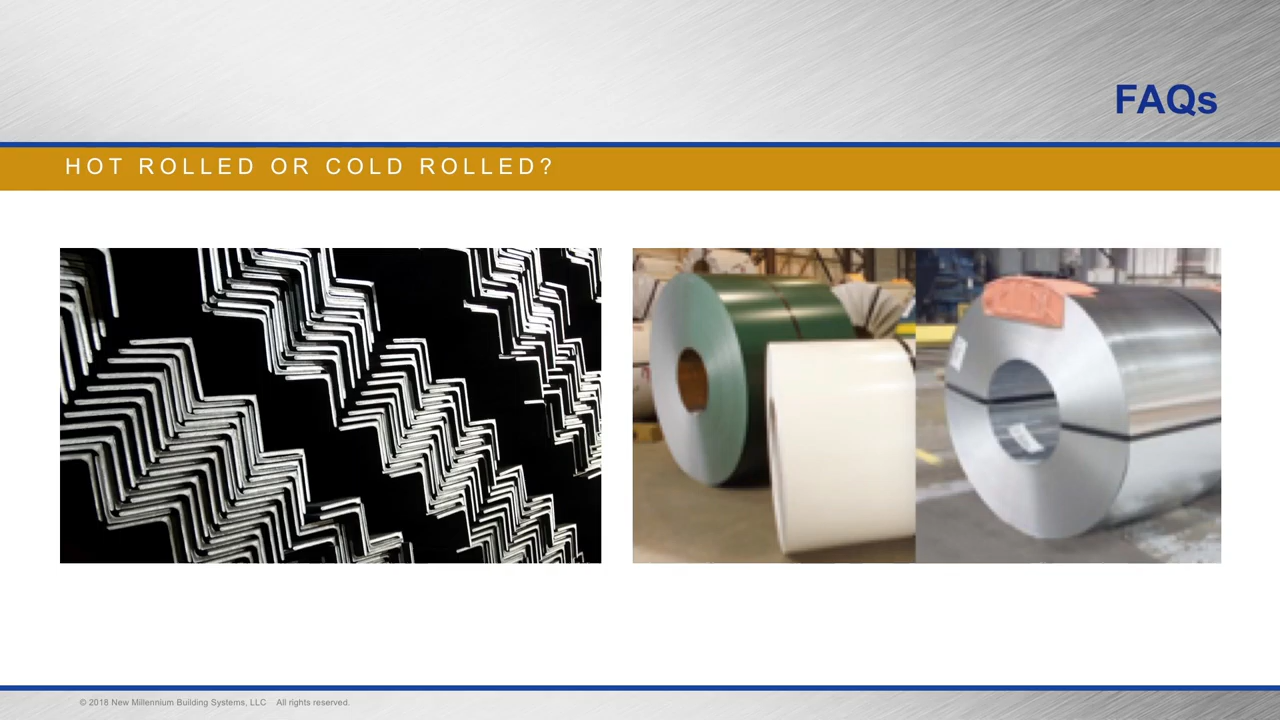 FAQs
HOT ROLLED OR COLD ROLLED?
© 2018 New Millennium Building Systems, LLC    All rights reserved.